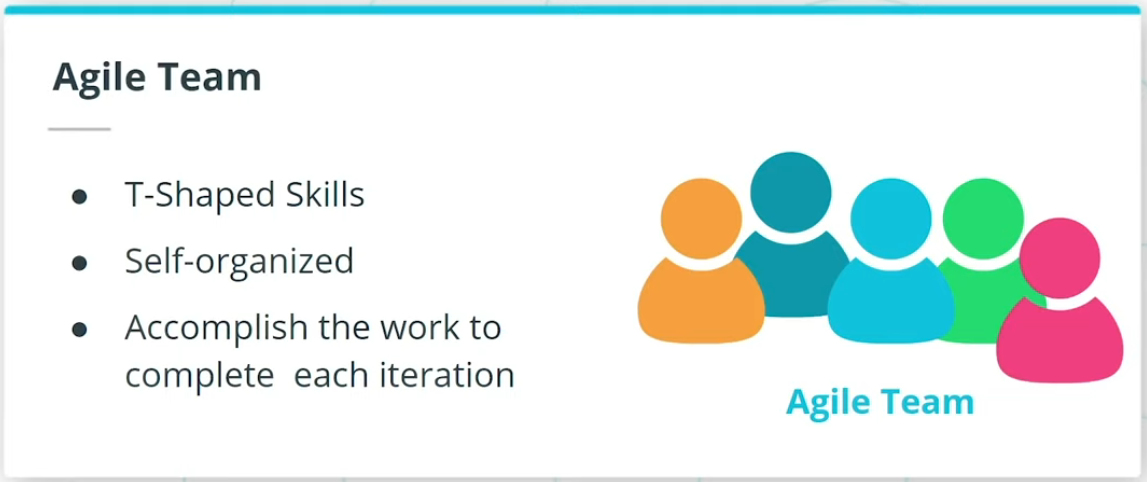 Agile Team
● T-Shaped Skills
● Self-organized
● Accomplish the work to
complete each iteration
Agile Team